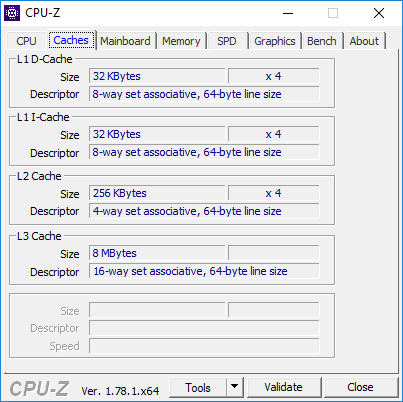 CPU-Z
CPU Caches Mainboard Memory SPD Graphics Bench About
L1 D-Cache
Size 32 KBytes x 4
Descriptor 8-way set associative, 64-byte line size
L1 I-Cache
Size 32 KBytes x 4
Descriptor 8-way set associative, 64-byte line size
L2 Cache
Size 256 KBytes x 4
Descriptor 4-way set associative, 64-byte line size
L3 Cache
Size 8 MBytes
Descriptor 16-way set associative, 64-byte line size
Size
Descriptor
Speed
CPU-Z Ver. 1.78.1.x64 Tools Validate Close